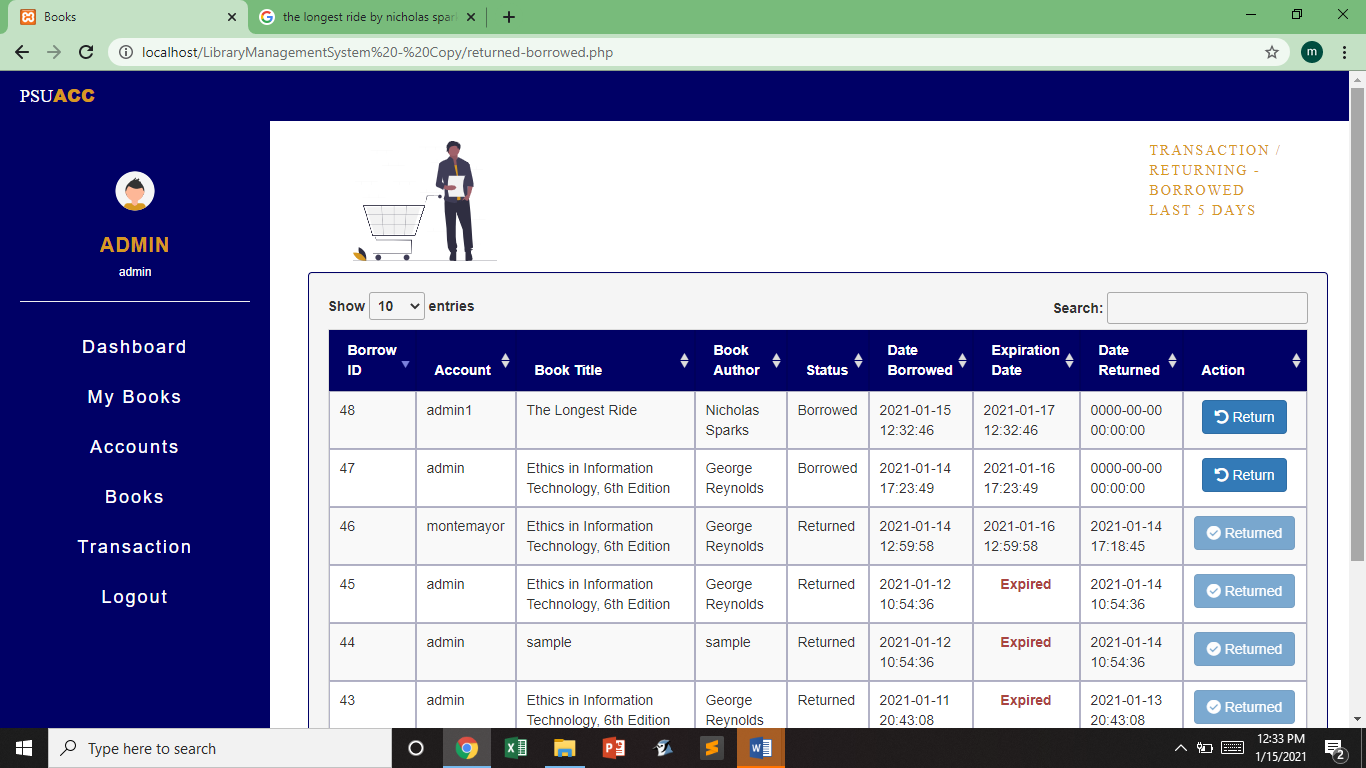 Books
the longest ride by nicholas spar
localhost/LibraryManagementSystem%20-%20Copy/returned-borrowed.php
m
PSUACC
ADMIN
admin
Dashboard
My Books
Accounts
Books
Transaction
Logout
TRANSACTION /
RETURNING -
BORROWED
LAST 5 DAYS
Show 10 entries
Search:
Borrow ID Account Book Title Book Author Status Date Borrowed Expiration Date Date Returned Action
48 admin1 The Longest Ride Nicholas Sparks Borrowed 2021-01-15 12:32:46 2021-01-17 12:32:46 0000-00-00 00:00:00 Return
47 admin Ethics in Information Technology, 6th Edition George Reynolds Borrowed 2021-01-14 17:23:49 2021-01-16 17:23:49 0000-00-00 00:00:00 Return
46 montemayor Ethics in Information Technology, 6th Edition George Reynolds Returned 2021-01-14 12:59:58 2021-01-16 12:59:58 2021-01-14 17:18:45 Returned
45 admin Ethics in Information Technology, 6th Edition George Reynolds Returned 2021-01-12 10:54:36 Expired 2021-01-14 10:54:36 Returned
44 admin sample sample Returned 2021-01-12 10:54:36 Expired 2021-01-14 10:54:36 Returned
43 admin Ethics in Information Technology, 6th Edition George Reynolds Returned 2021-01-11 20:43:08 Expired 2021-01-13 20:43:08 Returned
Type here to search
12:33 PM
1/15/2021
2